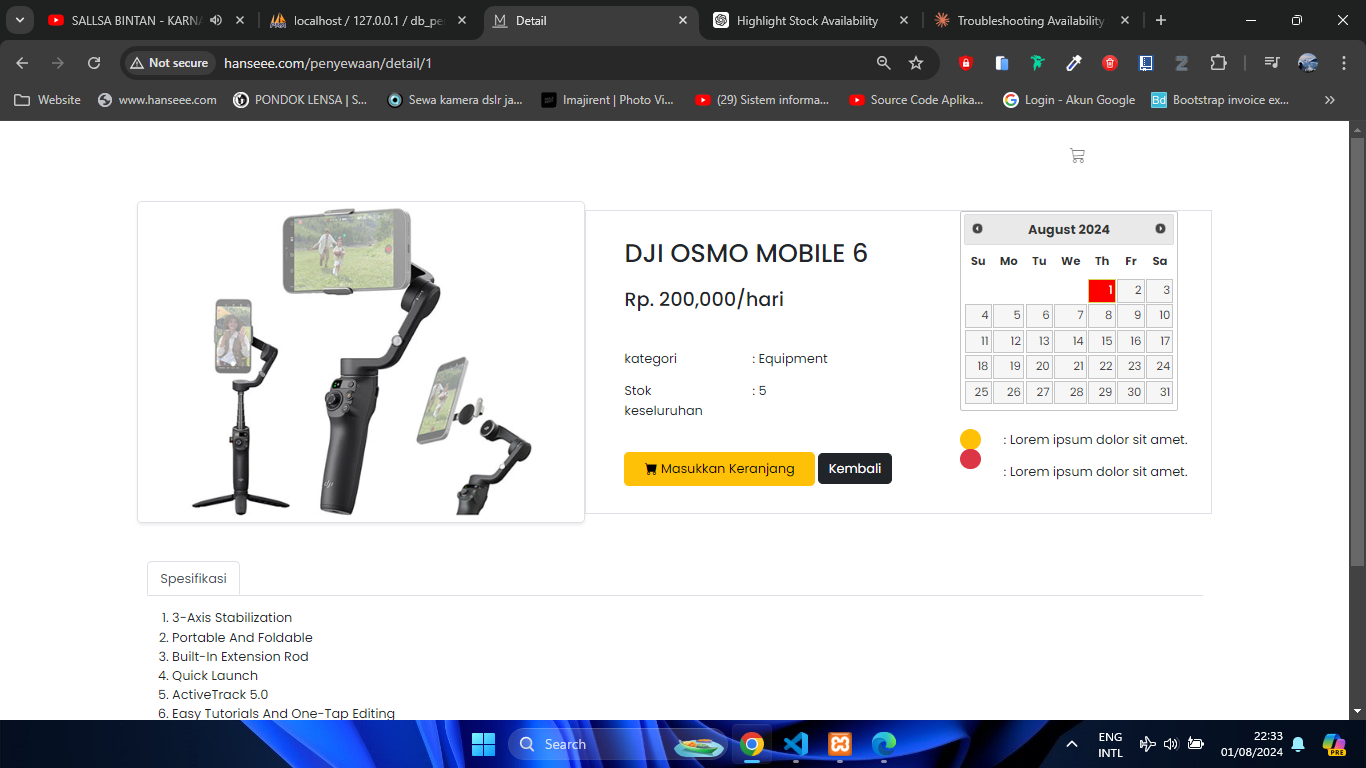 SALLSA BINTAN - KARNA
localhost / 127.0.0.1 / db_pe
Detail
Highlight Stock Availability
Troubleshooting Availability
Not secure
hanseee.com/penyewaan/detail/1
Website
www.hanseee.com
PONDOK LENSA | S...
Sewa kamera dslr ja...
Imajirent | Photo Vi...
(29) Sistem informa...
Source Code Aplika...
Login - Akun Google
Bd
Bootstrap invoice ex...
»
DJI OSMO MOBILE 6
Rp. 200,000/hari
kategori : Equipment
Stok keseluruhan : 5
Masukkan Keranjang
Kembali
August 2024
Su Mo Tu We Th Fr Sa
1 2 3
4 5 6 7 8 9 10
11 12 13 14 15 16 17
18 19 20 21 22 23 24
25 26 27 28 29 30 31
: Lorem ipsum dolor sit amet.
: Lorem ipsum dolor sit amet.
Spesifikasi
1. 3-Axis Stabilization
2. Portable And Foldable
3. Built-In Extension Rod
4. Quick Launch
5. ActiveTrack 5.0
6. Easy Tutorials And One-Tap Editing
Search
ENG
INTL
22:33
01/08/2024
PRE